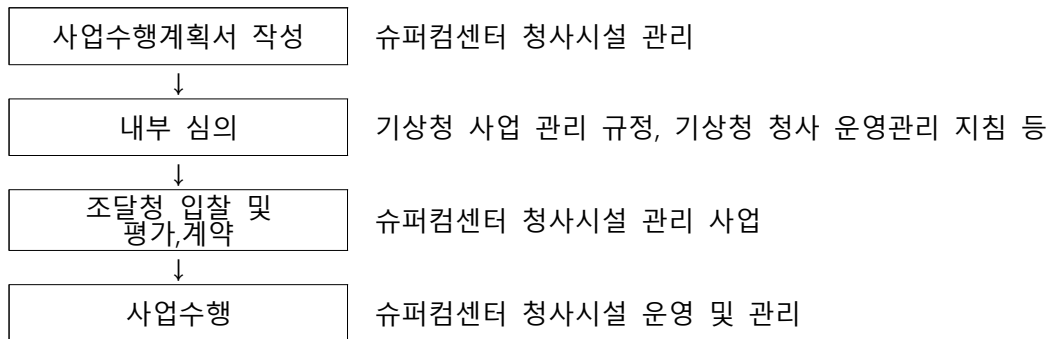 사업수행계획서 작성 슈퍼컴센터 청사시설 관리
↓
내부 심의 기상청 사업 관리 규정, 기상청 청사 운영관리 지침 등
↓
조달청 입찰 및
평가,계약 슈퍼컴센터 청사시설 관리 사업
↓
사업수행 슈퍼컴센터 청사시설 운영 및 관리